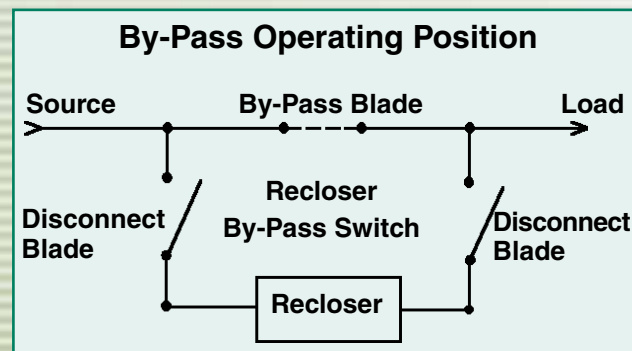 By-Pass Operating Position
Source
By-Pass Blade
Load
Disconnect
Blade
Recloser
By-Pass Switch
Disconnect
Blade
Recloser